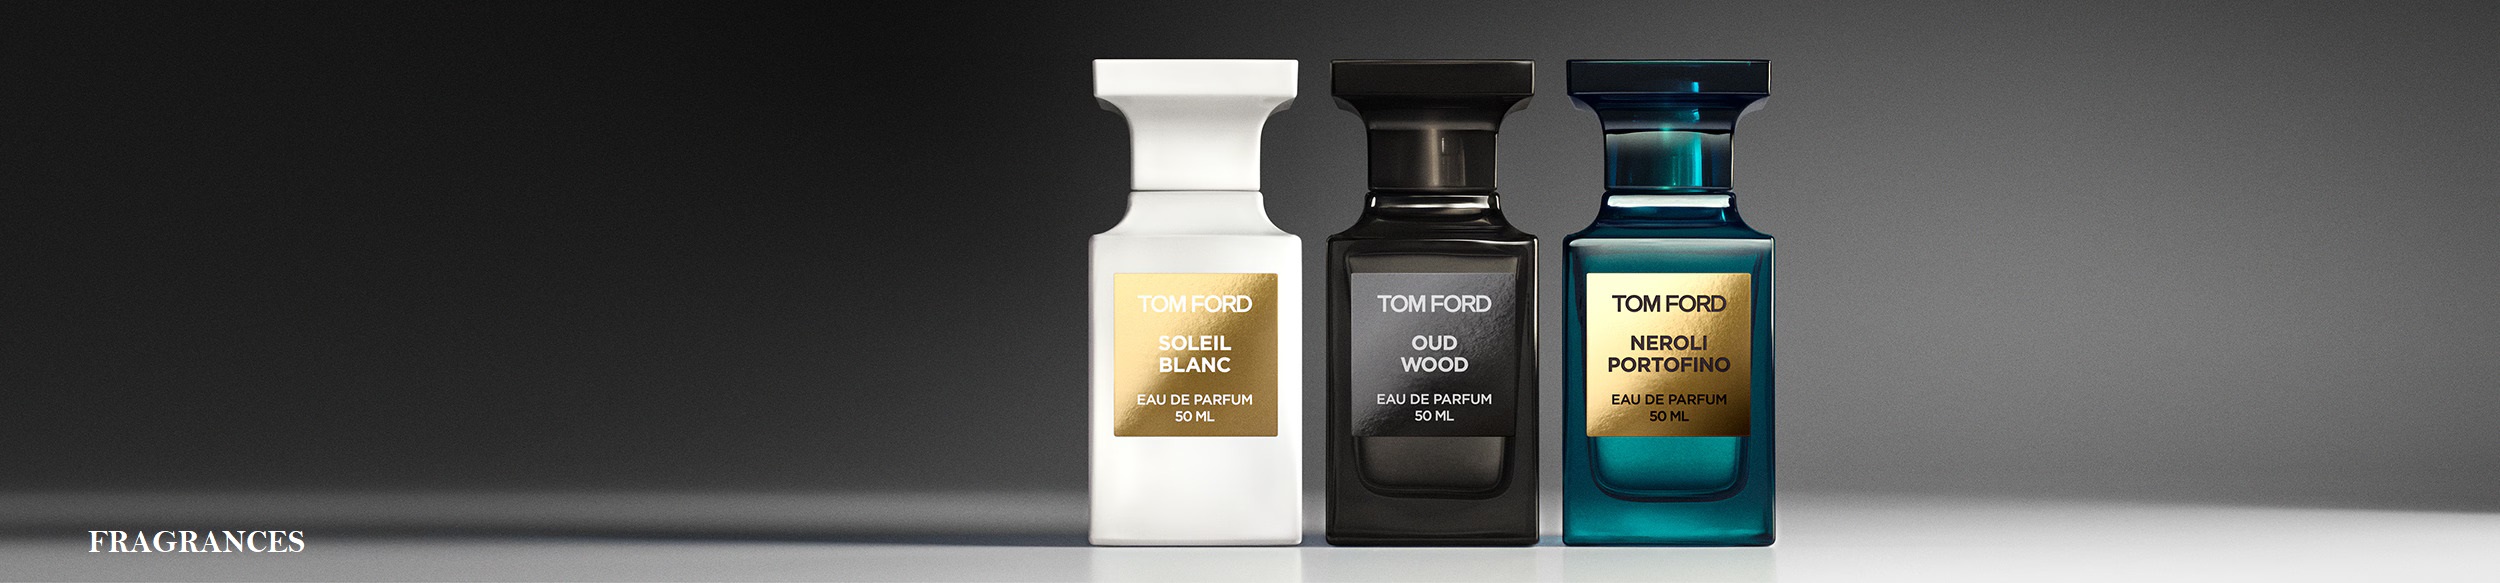 TOM FORD
SOLEIL
BLANC
EAU DE PARFUM
50 ML
TOM FORD
OUD
WOOD
EAU DE PARFUM
50 ML
TOM FORD
NEROLI
PORTOFINO
EAU DE PARFUM
50 ML
FRAGRANCES